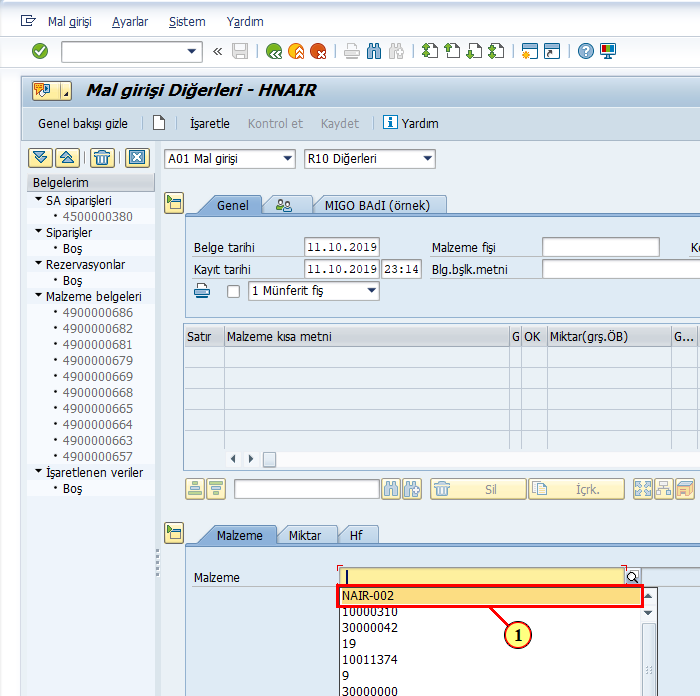 Mal girişi Ayarlar Sistem Yardım
Mal girişi Diğerleri - HNAIR
Genel bakışı gizle İşaretle Kontrol et Kaydet Yardım
A01 Mal girişi R10 Diğerleri
Belgelerim
SA siparişleri
4500000380
Siparişler
Boş
Rezervasyonlar
Boş
Malzeme belgeleri
4900000686
4900000682
4900000681
4900000679
4900000669
4900000668
4900000665
4900000664
4900000663
4900000657
İşaretlenen veriler
Boş
Genel MIGO BAdI (örnek)
Belge tarihi 11.10.2019 Malzeme fişi
Kayıt tarihi 11.10.2019 23:14 Blg.bşlk.metni
1 Münferit fiş
Satır Malzeme kısa metni G OK Miktar(grş.ÖB) G...
Sil İçrk.
Malzeme Miktar Hf
Malzeme
NAIR-002
10000310
30000042
19
10011374
9
30000000
1